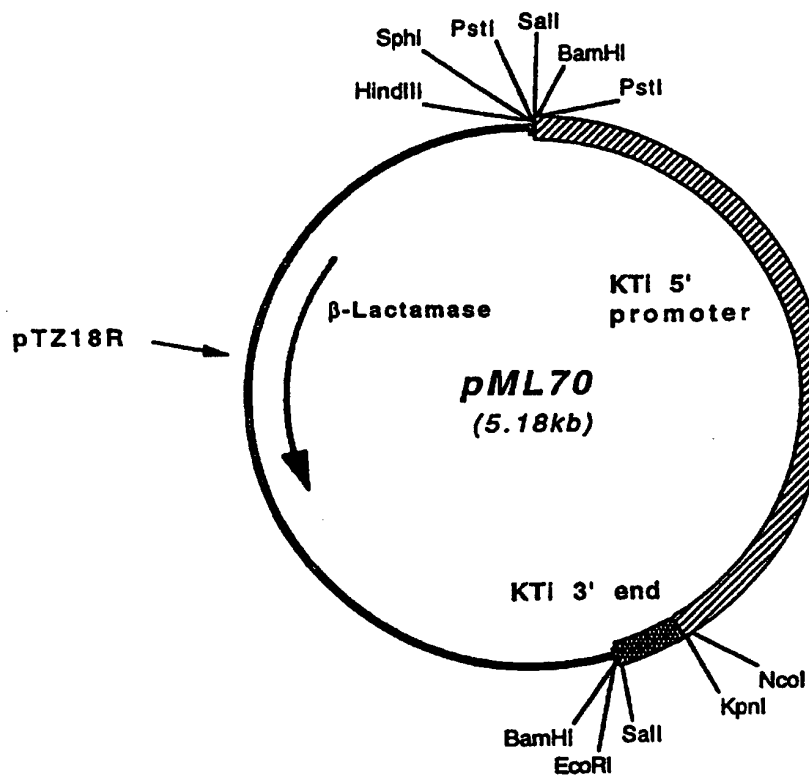 SphI
PstI
SalI
BamHI
HindIII
PstI
KTi 5'
promoter
β-Lactamase
pTZ18R
pML70
(5.18kb)
KTi 3' end
NcoI
KpnI
BamHI
SalI
EcoRI